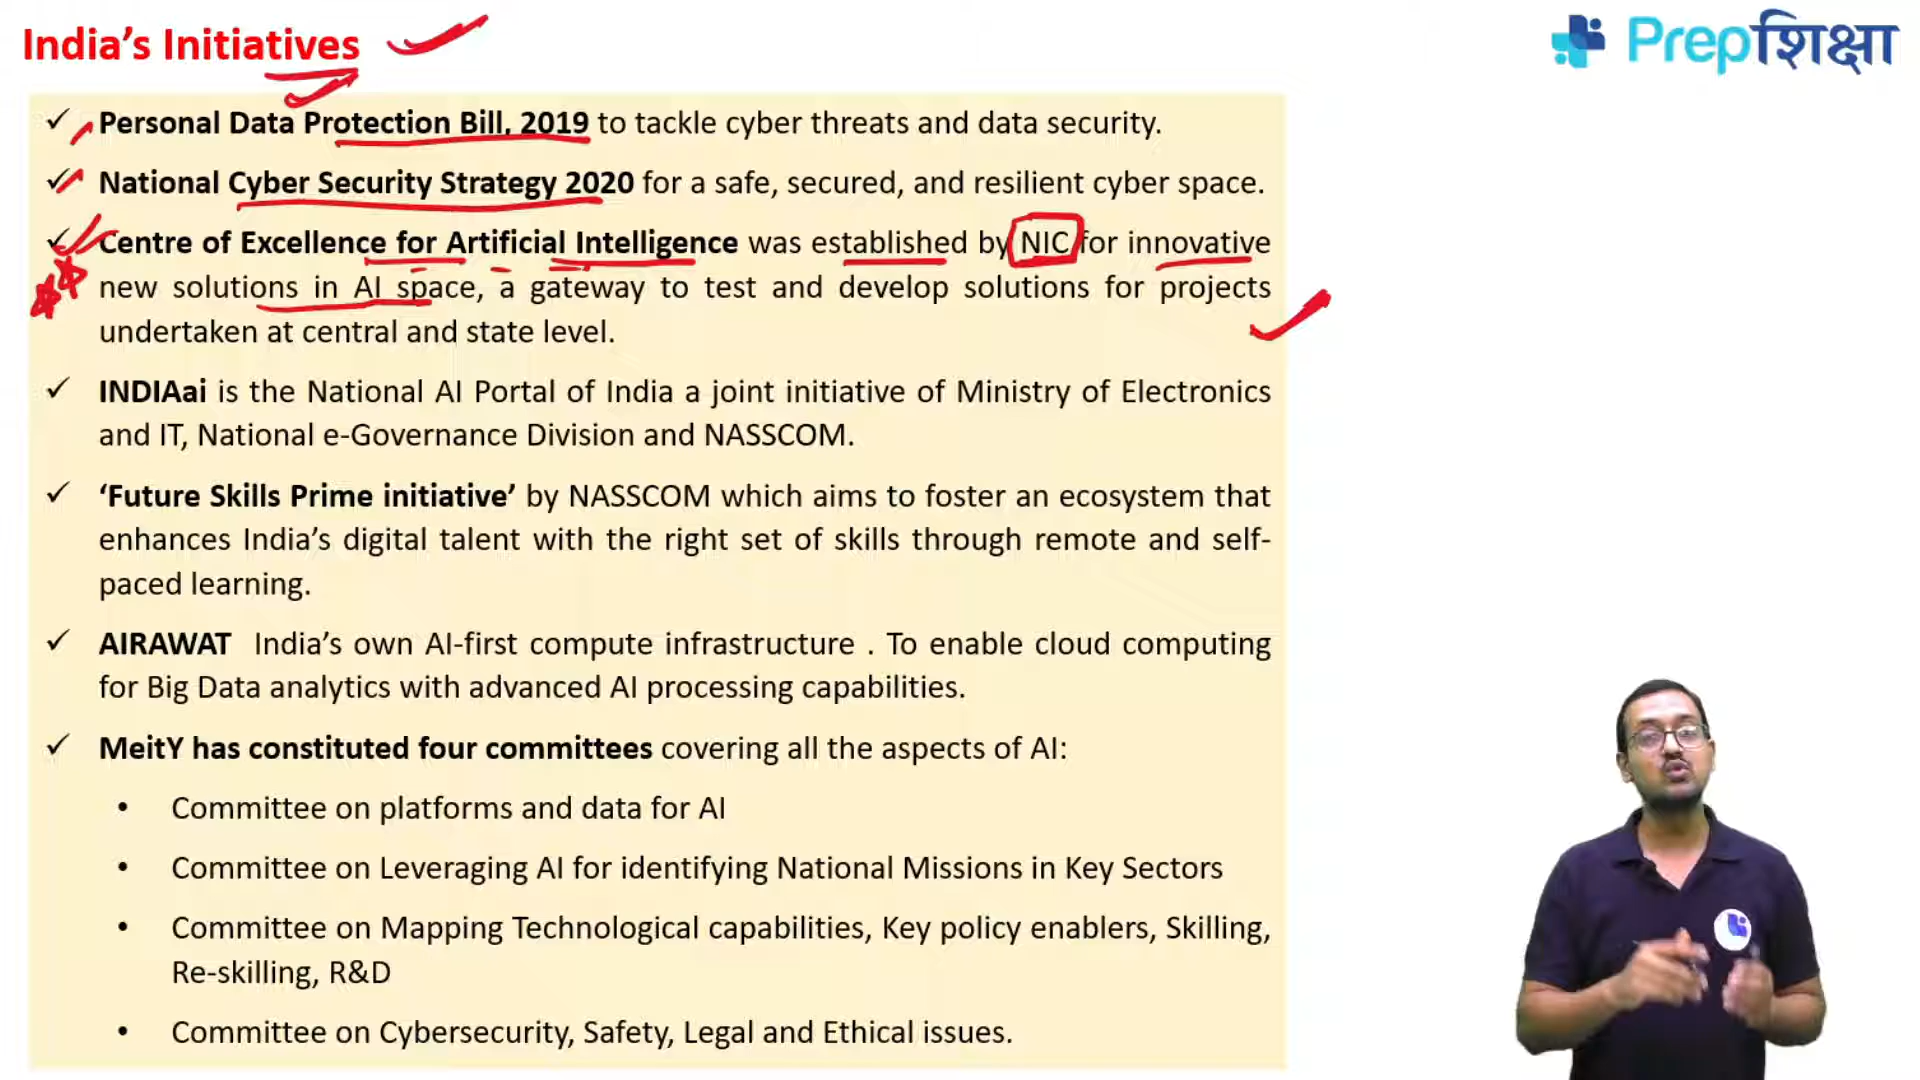 India's Initiatives
Prepशिक्षा
Personal Data Protection Bill, 2019 to tackle cyber threats and data security.
National Cyber Security Strategy 2020 for a safe, secured, and resilient cyber space.
Centre of Excellence for Artificial Intelligence was established by NIC for innovative
new solutions in AI space, a gateway to test and develop solutions for projects
undertaken at central and state level.
INDIAai is the National AI Portal of India a joint initiative of Ministry of Electronics
and IT, National e-Governance Division and NASSCOM.
‘Future Skills Prime initiative’ by NASSCOM which aims to foster an ecosystem that
enhances India's digital talent with the right set of skills through remote and self-
paced learning.
AIRAWAT India's own AI-first compute infrastructure . To enable cloud computing
for Big Data analytics with advanced AI processing capabilities.
MeitY has constituted four committees covering all the aspects of AI:
• Committee on platforms and data for AI
• Committee on Leveraging AI for identifying National Missions in Key Sectors
• Committee on Mapping Technological capabilities, Key policy enablers, Skilling,
Re-skilling, R&D
• Committee on Cybersecurity, Safety, Legal and Ethical issues.